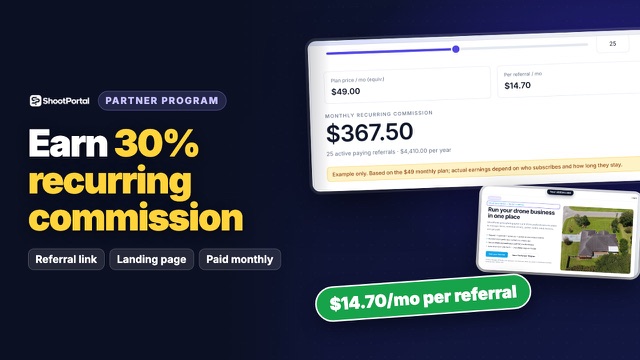 ShootPortal
PARTNER PROGRAM
Earn 30%
recurring
commission
Referral link
Landing page
Paid monthly
25
Plan price / mo (equiv)
$49.00
Per referral / mo
$14.70
MONTHLY RECURRING COMMISSION
$367.50
25 active paying referrals · $4,410.00 per year
Example only. Based on the $49 monthly plan; actual earnings depend on who subscribes and how long they stay.
Run your drone business
in one place
$14.70/mo per referral